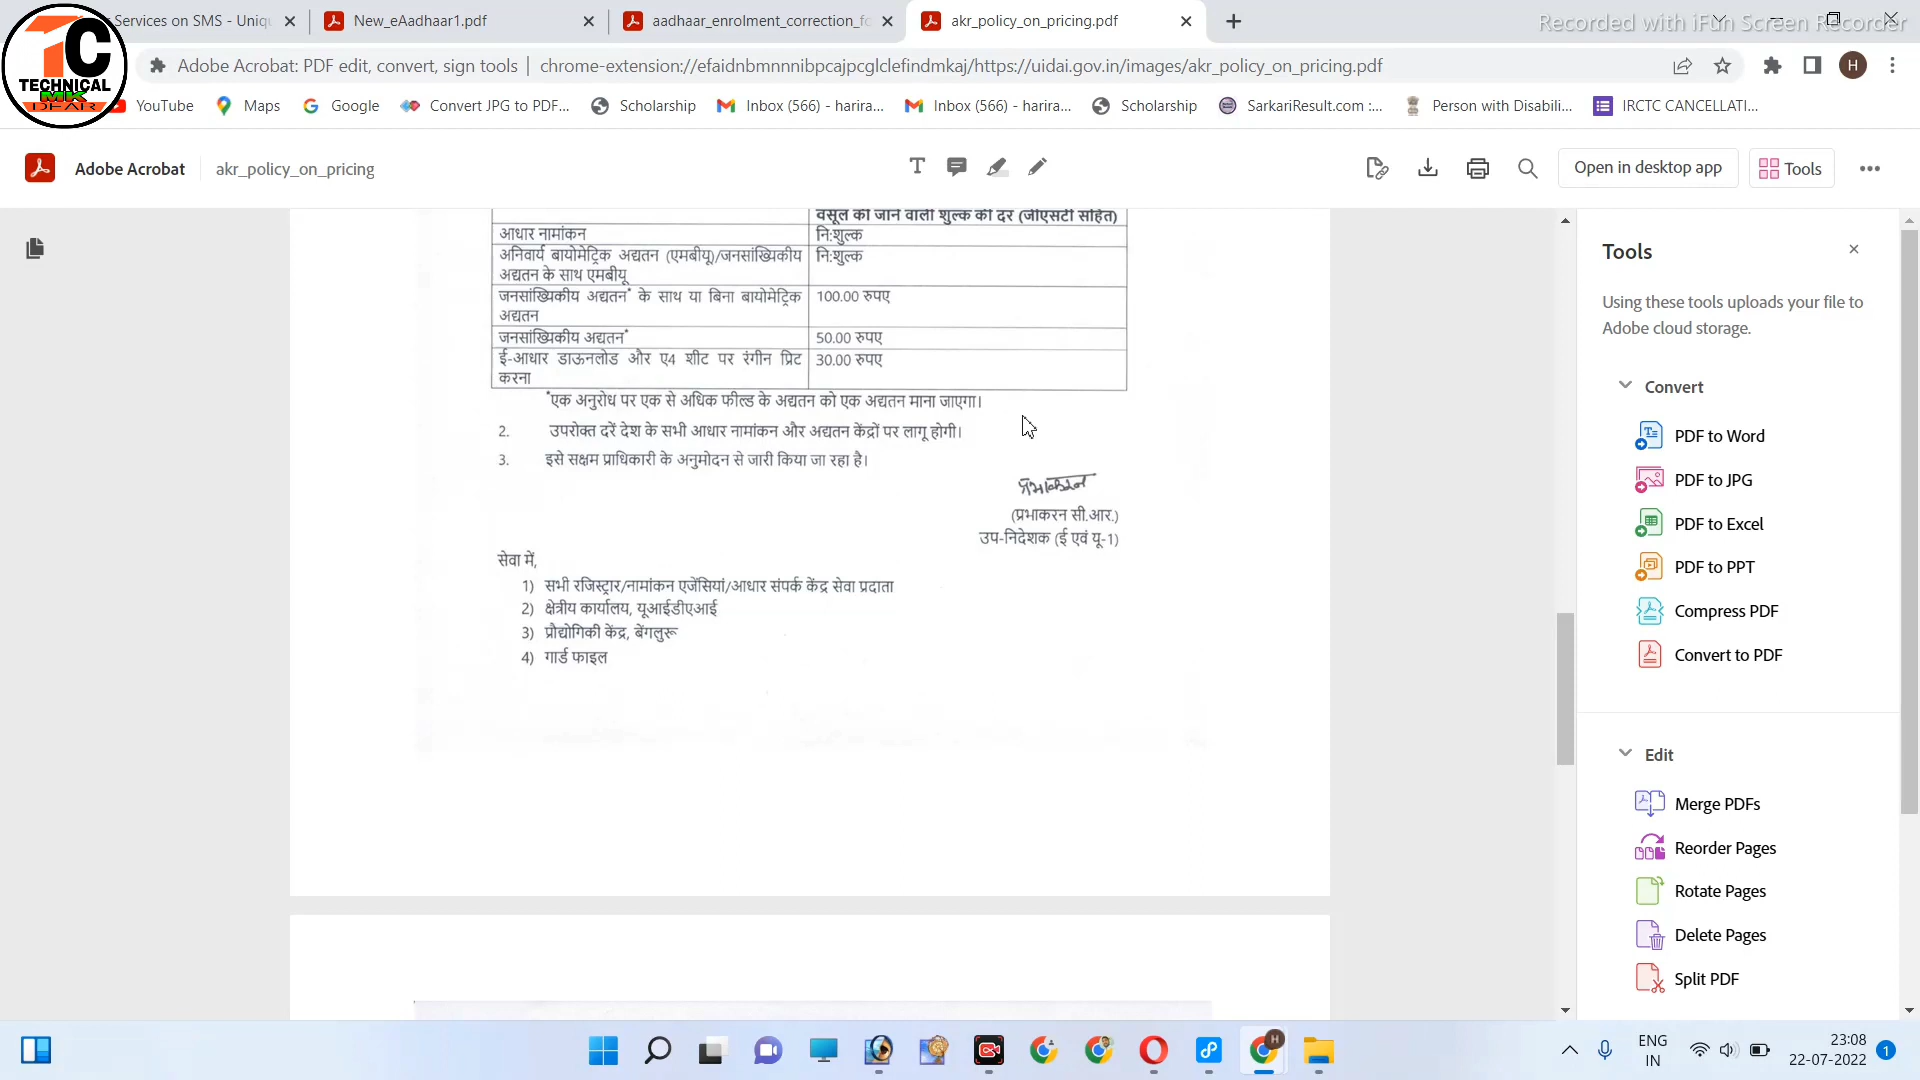 Services on SMS - Uniqu
New_eAadhaar1.pdf
aadhaar_enrolment_correction_fo
akr_policy_on_pricing.pdf
Recorded with iFun Screen Recorder
TC
TECHNICAL
MK
DEAR
Adobe Acrobat: PDF edit, convert, sign tools | chrome-extension://efaidnbmnnnibpcajpcglclefindmkaj/https://uidai.gov.in/images/akr_policy_on_pricing.pdf
H
YouTube
Maps
Google
Convert JPG to PDF...
Scholarship
Inbox (566) - harira...
Inbox (566) - harira...
Scholarship
SarkariResult.com :...
Person with Disabili...
IRCTC CANCELLATI...
Adobe Acrobat
akr_policy_on_pricing
Open in desktop app
Tools
वसूल की जाने वाली शुल्क की दर (जीएसटी सहित)
आधार नामांकन
नि:शुल्क
अनिवार्य बायोमेट्रिक अद्यतन (एमबीयू)/जनसांख्यिकीय
नि:शुल्क
अद्यतन के साथ एमबीयू
जनसांख्यिकीय अद्यतन* के साथ या बिना बायोमेट्रिक
100.00 रुपए
अद्यतन
जनसांख्यिकीय अद्यतन*
50.00 रुपए
ई-आधार डाऊनलोड और ए4 शीट पर रंगीन प्रिंट
30.00 रुपए
करना
*एक अनुरोध पर एक से अधिक फील्ड के अद्यतन को एक अद्यतन माना जाएगा।
2. उपरोक्त दरें देश के सभी आधार नामांकन और अद्यतन केंद्रों पर लागू होगी।
3. इसे सक्षम प्राधिकारी के अनुमोदन से जारी किया जा रहा है।
(प्रभाकरन सी.आर.)
उप-निदेशक (ई एवं यू-1)
सेवा में,
1) सभी रजिस्ट्रार/नामांकन एजेंसियां/आधार संपर्क केंद्र सेवा प्रदाता
2) क्षेत्रीय कार्यालय, यूआईडीएआई
3) प्रौद्योगिकी केंद्र, बेंगलुरू
4) गार्ड फाइल
Tools
Using these tools uploads your file to
Adobe cloud storage.
Convert
PDF to Word
PDF to JPG
PDF to Excel
PDF to PPT
Compress PDF
Convert to PDF
Edit
Merge PDFs
Reorder Pages
Rotate Pages
Delete Pages
Split PDF
ENG
IN
23:08
22-07-2022
1